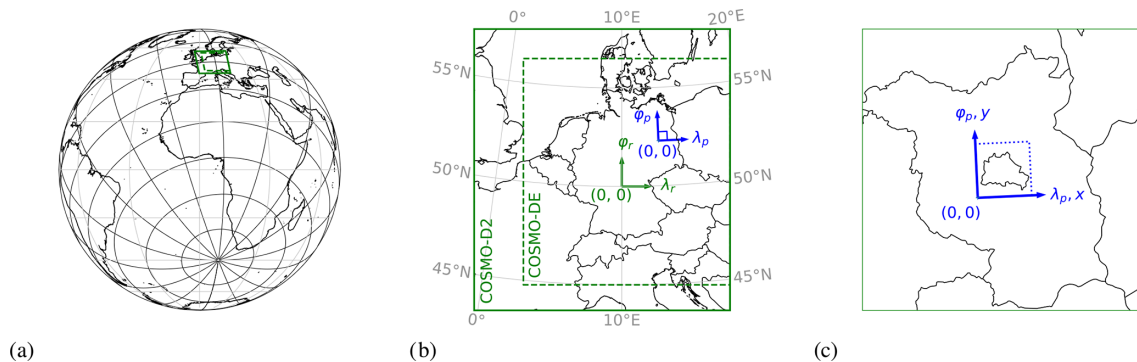 0° 10°E 20°E
55°N 55°N
50°N 50°N
45°N 45°N
0° 10°E
φₚ
λₚ
(0, 0)
φᵣ
λᵣ
(0, 0)
COSMO-D2
COSMO-DE
φₚ, y
λₚ, x
(0, 0)
(a) (b) (c)